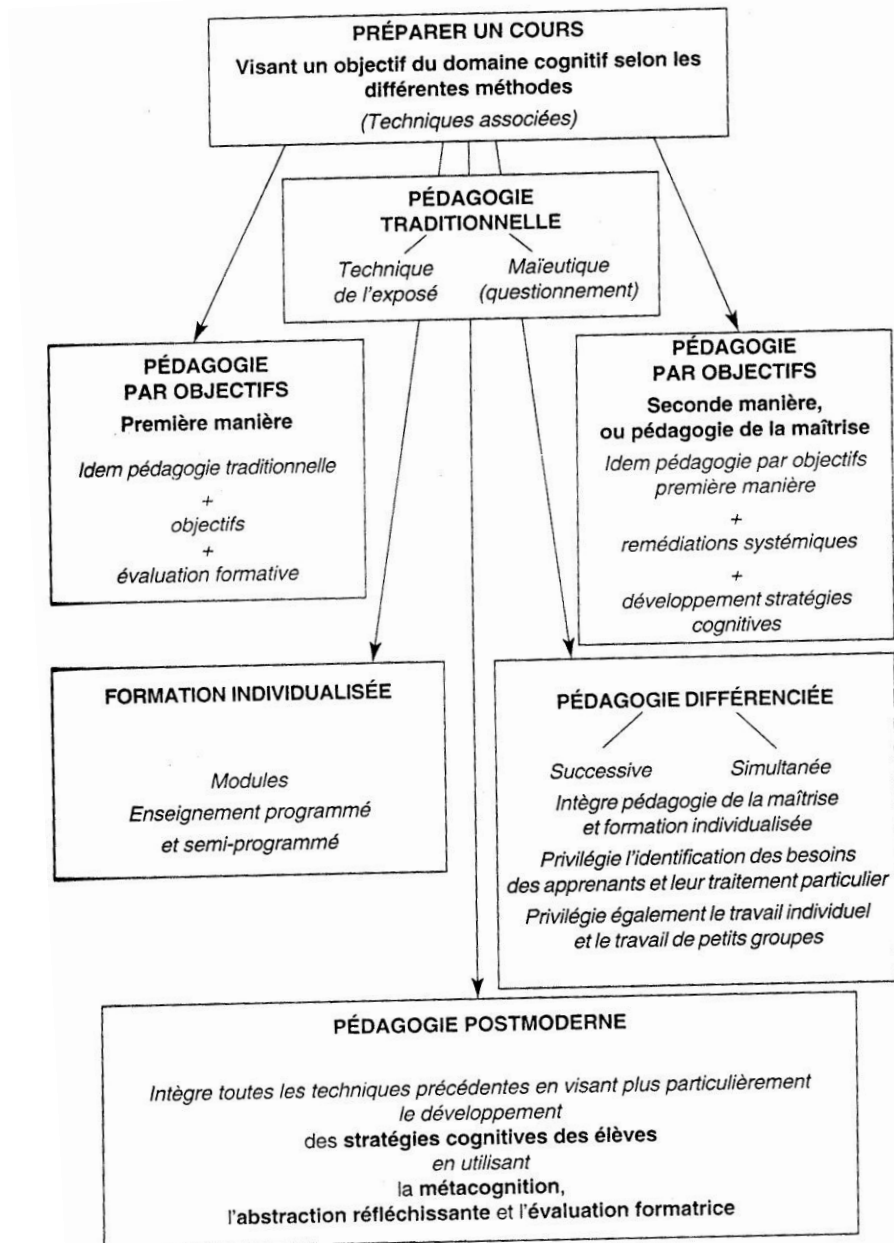 PRÉPARER UN COURS
Visant un objectif du domaine cognitif selon les
différentes méthodes
(Techniques associées)
PÉDAGOGIE
TRADITIONNELLE
Technique
de l'exposé
Maïeutique
(questionnement)
PÉDAGOGIE
PAR OBJECTIFS
Première manière
Idem pédagogie traditionnelle
+
objectifs
+
évaluation formative
PÉDAGOGIE
PAR OBJECTIFS
Seconde manière,
ou pédagogie de la maîtrise
Idem pédagogie par objectifs
première manière
+
remédiations systémiques
+
développement stratégies
cognitives
FORMATION INDIVIDUALISÉE
Modules
Enseignement programmé
et semi-programmé
PÉDAGOGIE DIFFÉRENCIÉE
Successive
Simultanée
Intègre pédagogie de la maîtrise
et formation individualisée
Privilégie l'identification des besoins
des apprenants et leur traitement particulier
Privilégie également le travail individuel
et le travail de petits groupes
PÉDAGOGIE POSTMODERNE
Intègre toutes les techniques précédentes en visant plus particulièrement
le développement
des stratégies cognitives des élèves
en utilisant
la métacognition,
l'abstraction réfléchissante et l'évaluation formatrice